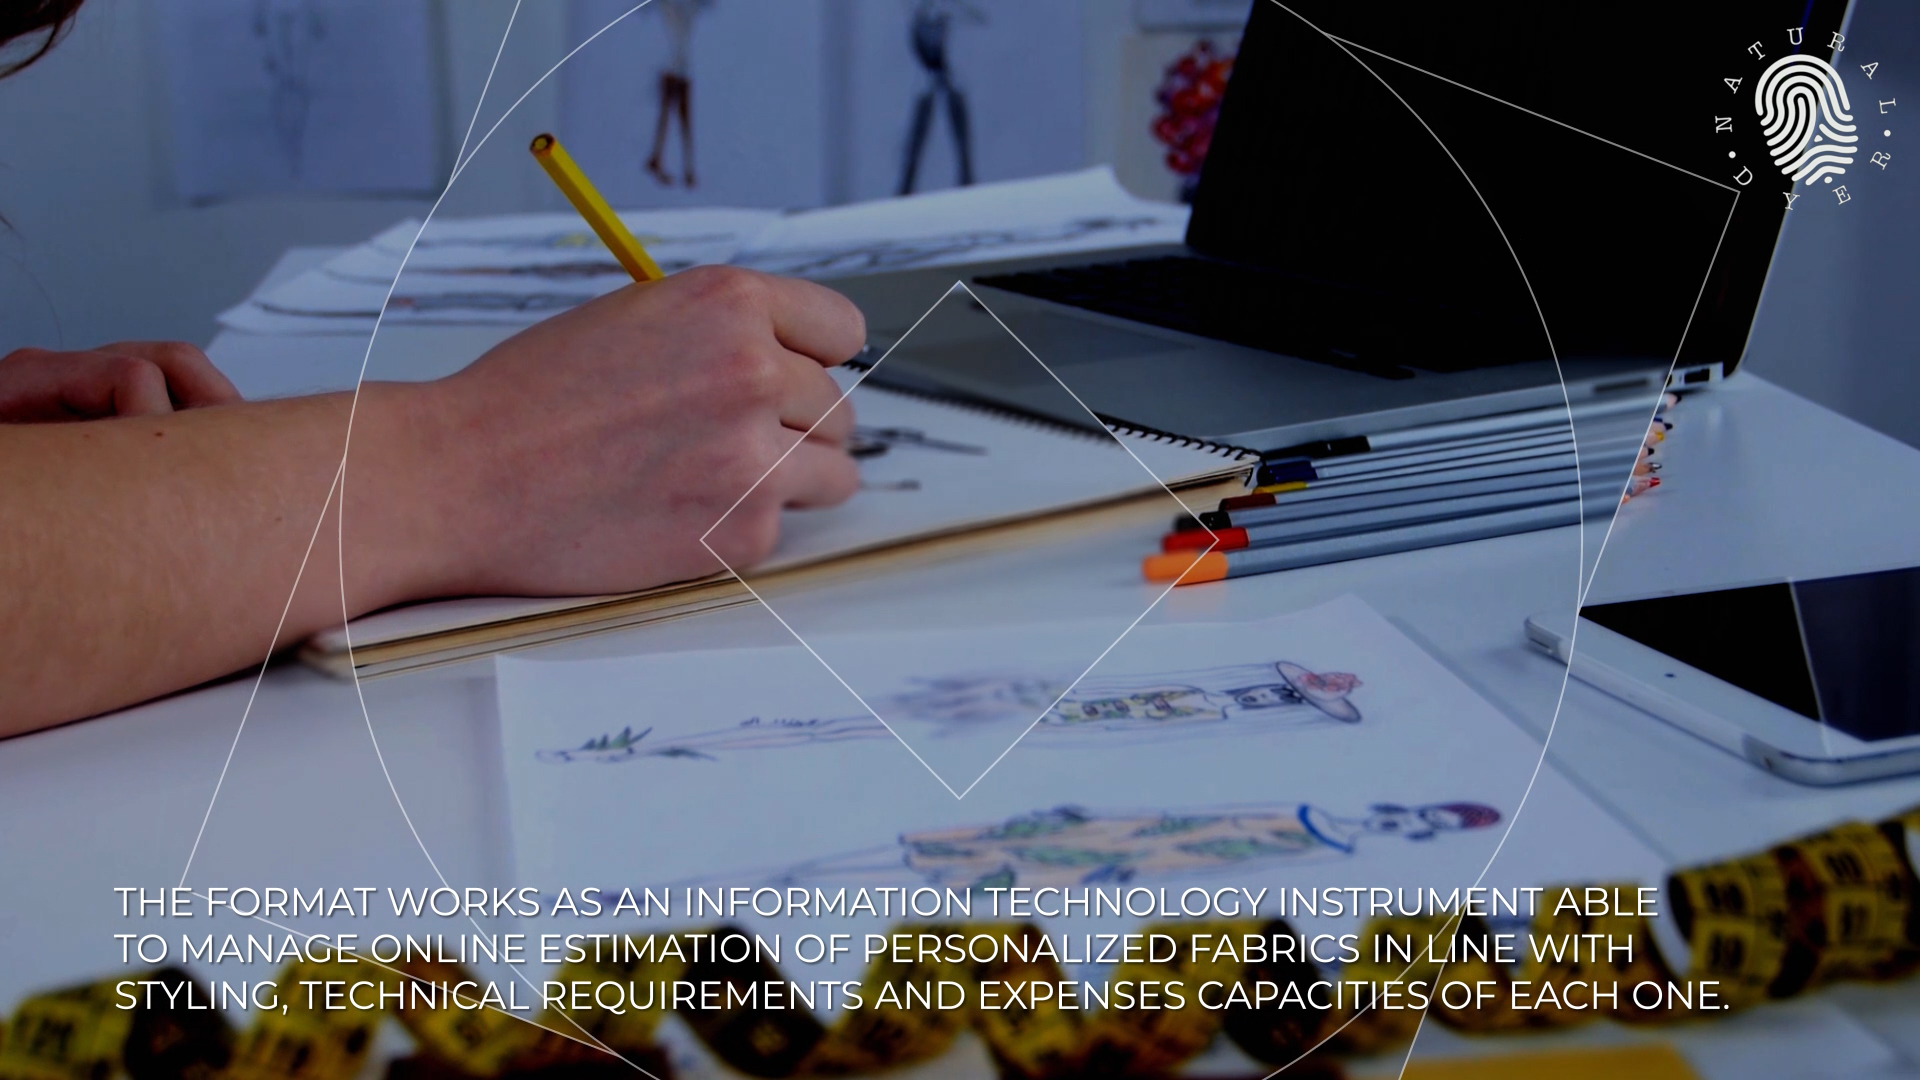 NATURAL · DYER ·
THE FORMAT WORKS AS AN INFORMATION TECHNOLOGY INSTRUMENT ABLE
TO MANAGE ONLINE ESTIMATION OF PERSONALIZED FABRICS IN LINE WITH
STYLING, TECHNICAL REQUIREMENTS AND EXPENSES CAPACITIES OF EACH ONE.